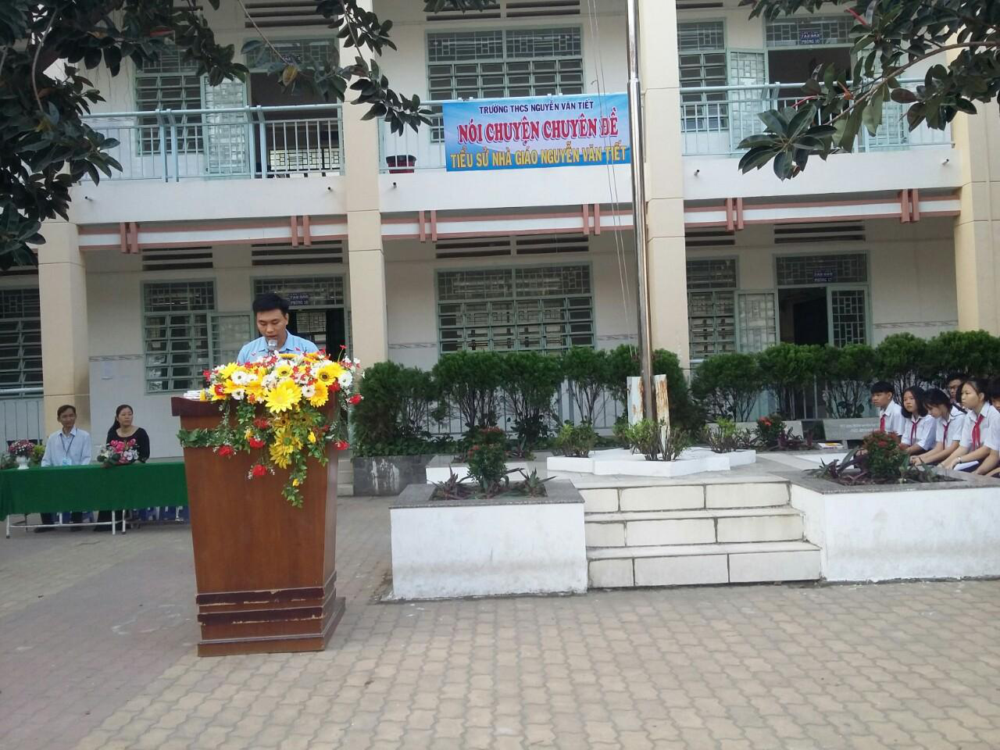 TRƯỜNG THCS NGUYỄN VĂN TIẾT
NÓI CHUYỆN CHUYÊN ĐỀ
TIỂU SỬ NHÀ GIÁO NGUYỄN VĂN TIẾT